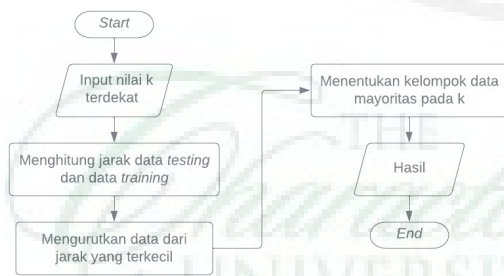 Start
Input nilai k
terdekat
Menghitung jarak data testing
dan data training
Mengurutkan data dari
jarak yang terkecil
Menentukan kelompok data
mayoritas pada k
Hasil
End
THE